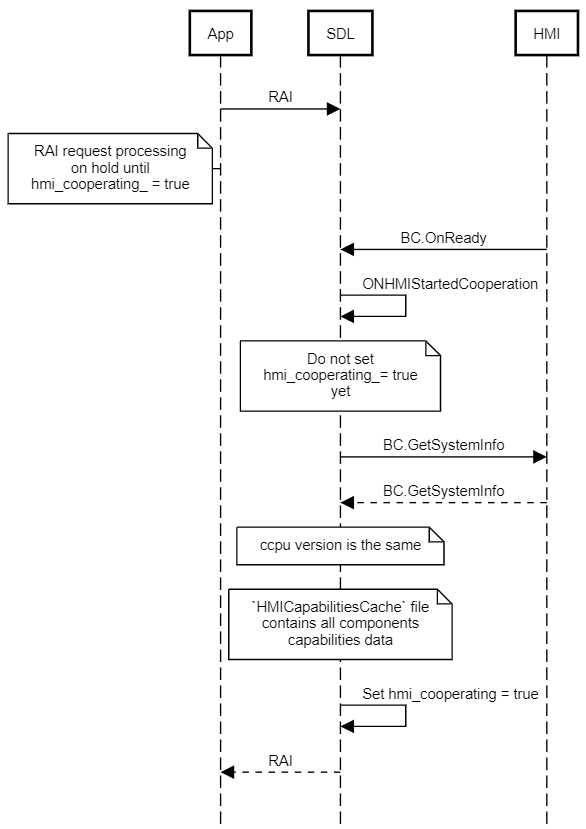 App
SDL
HMI
RAI
RAI request processing
on hold until
hmi_cooperating_ = true
BC.OnReady
ONHMIStartedCooperation
Do not set
hmi_cooperating_= true
yet
BC.GetSystemInfo
BC.GetSystemInfo
ccpu version is the same
`HMICapabilitiesCache` file
contains all components
capabilities data
Set hmi_cooperating = true
RAI